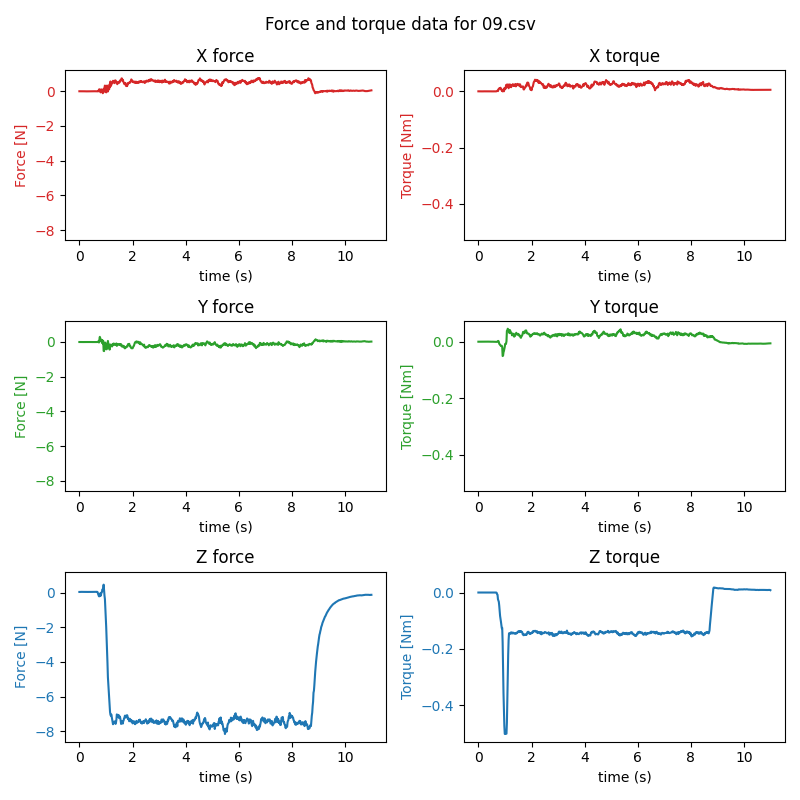 Force and torque data for 09.csv
X force
X torque
Force [N]
0
−2
−4
−6
−8
0 2 4 6 8 10
time (s)
Torque [Nm]
0.0
−0.2
−0.4
0 2 4 6 8 10
time (s)
Y force
Y torque
Force [N]
0
−2
−4
−6
−8
0 2 4 6 8 10
time (s)
Torque [Nm]
0.0
−0.2
−0.4
0 2 4 6 8 10
time (s)
Z force
Z torque
Force [N]
0
−2
−4
−6
−8
0 2 4 6 8 10
time (s)
Torque [Nm]
0.0
−0.2
−0.4
0 2 4 6 8 10
time (s)